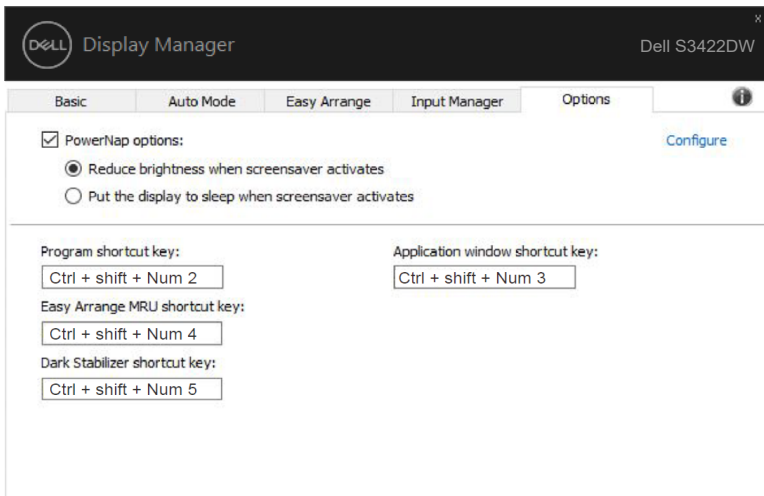 x
DELL Display Manager Dell S3422DW
Basic Auto Mode Easy Arrange Input Manager Options i
PowerNap options: Configure
Reduce brightness when screensaver activates
Put the display to sleep when screensaver activates
Program shortcut key: Application window shortcut key:
Ctrl + shift + Num 2 Ctrl + shift + Num 3
Easy Arrange MRU shortcut key:
Ctrl + shift + Num 4
Dark Stabilizer shortcut key:
Ctrl + shift + Num 5